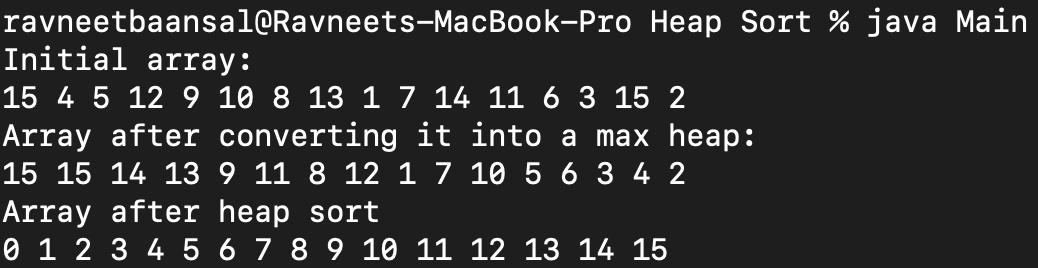 ravneetbaansal@Ravneets-MacBook-Pro Heap Sort % java Main
Initial array:
15 4 5 12 9 10 8 13 1 7 14 11 6 3 15 2
Array after converting it into a max heap:
15 15 14 13 9 11 8 12 1 7 10 5 6 3 4 2
Array after heap sort
0 1 2 3 4 5 6 7 8 9 10 11 12 13 14 15